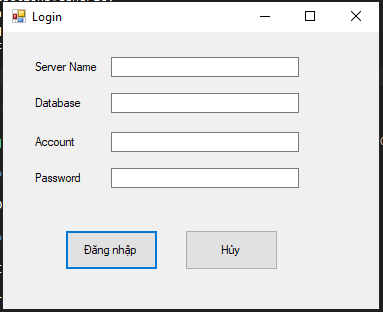 Login
Server Name
Database
Account
Password
Đăng nhập
Hủy